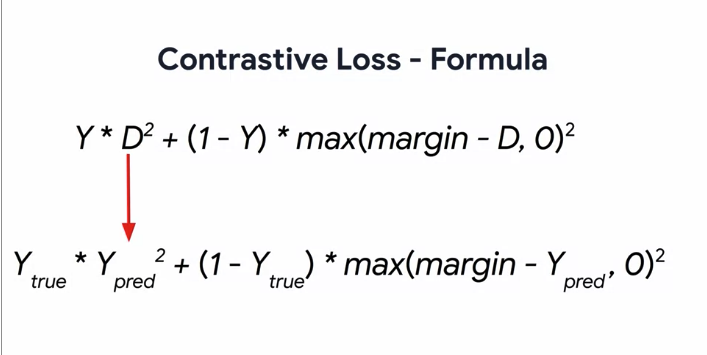 Contrastive Loss - Formula
Y * D² + (1 - Y) * max(margin - D, 0)²
Y_true * Y_pred² + (1 - Y_true) * max(margin - Y_pred, 0)²